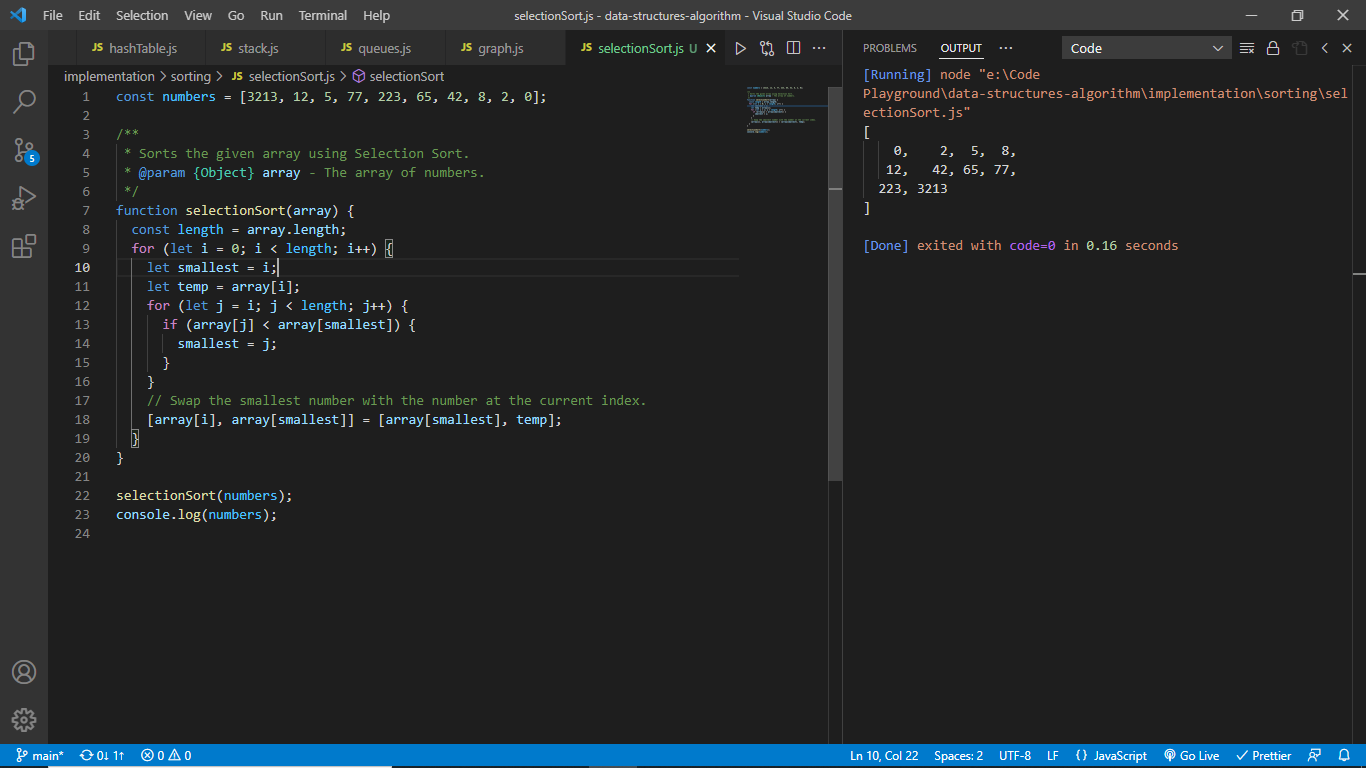 File Edit Selection View Go Run Terminal Help selectionSort.js - data-structures-algorithm - Visual Studio Code
JS hashTable.js JS stack.js JS queues.js JS graph.js JS selectionSort.js U
implementation > sorting > JS selectionSort.js > selectionSort
1 const numbers = [3213, 12, 5, 77, 223, 65, 42, 8, 2, 0];
2
3 /**
4 * Sorts the given array using Selection Sort.
5 * @param {Object} array - The array of numbers.
6 */
7 function selectionSort(array) {
8 const length = array.length;
9 for (let i = 0; i < length; i++) {
10 let smallest = i;
11 let temp = array[i];
12 for (let j = i; j < length; j++) {
13 if (array[j] < array[smallest]) {
14 smallest = j;
15 }
16 }
17 // Swap the smallest number with the number at the current index.
18 [array[i], array[smallest]] = [array[smallest], temp];
19 }
20 }
21
22 selectionSort(numbers);
23 console.log(numbers);
24
PROBLEMS OUTPUT ··· Code
[Running] node "e:\Code
Playground\data-structures-algorithm\implementation\sorting\sel
ectionSort.js"
[
0, 2, 5, 8,
12, 42, 65, 77,
223, 3213
]
[Done] exited with code=0 in 0.16 seconds
5
main* 0↓ 1↑ 0 0 Ln 10, Col 22 Spaces: 2 UTF-8 LF {} JavaScript Go Live Prettier